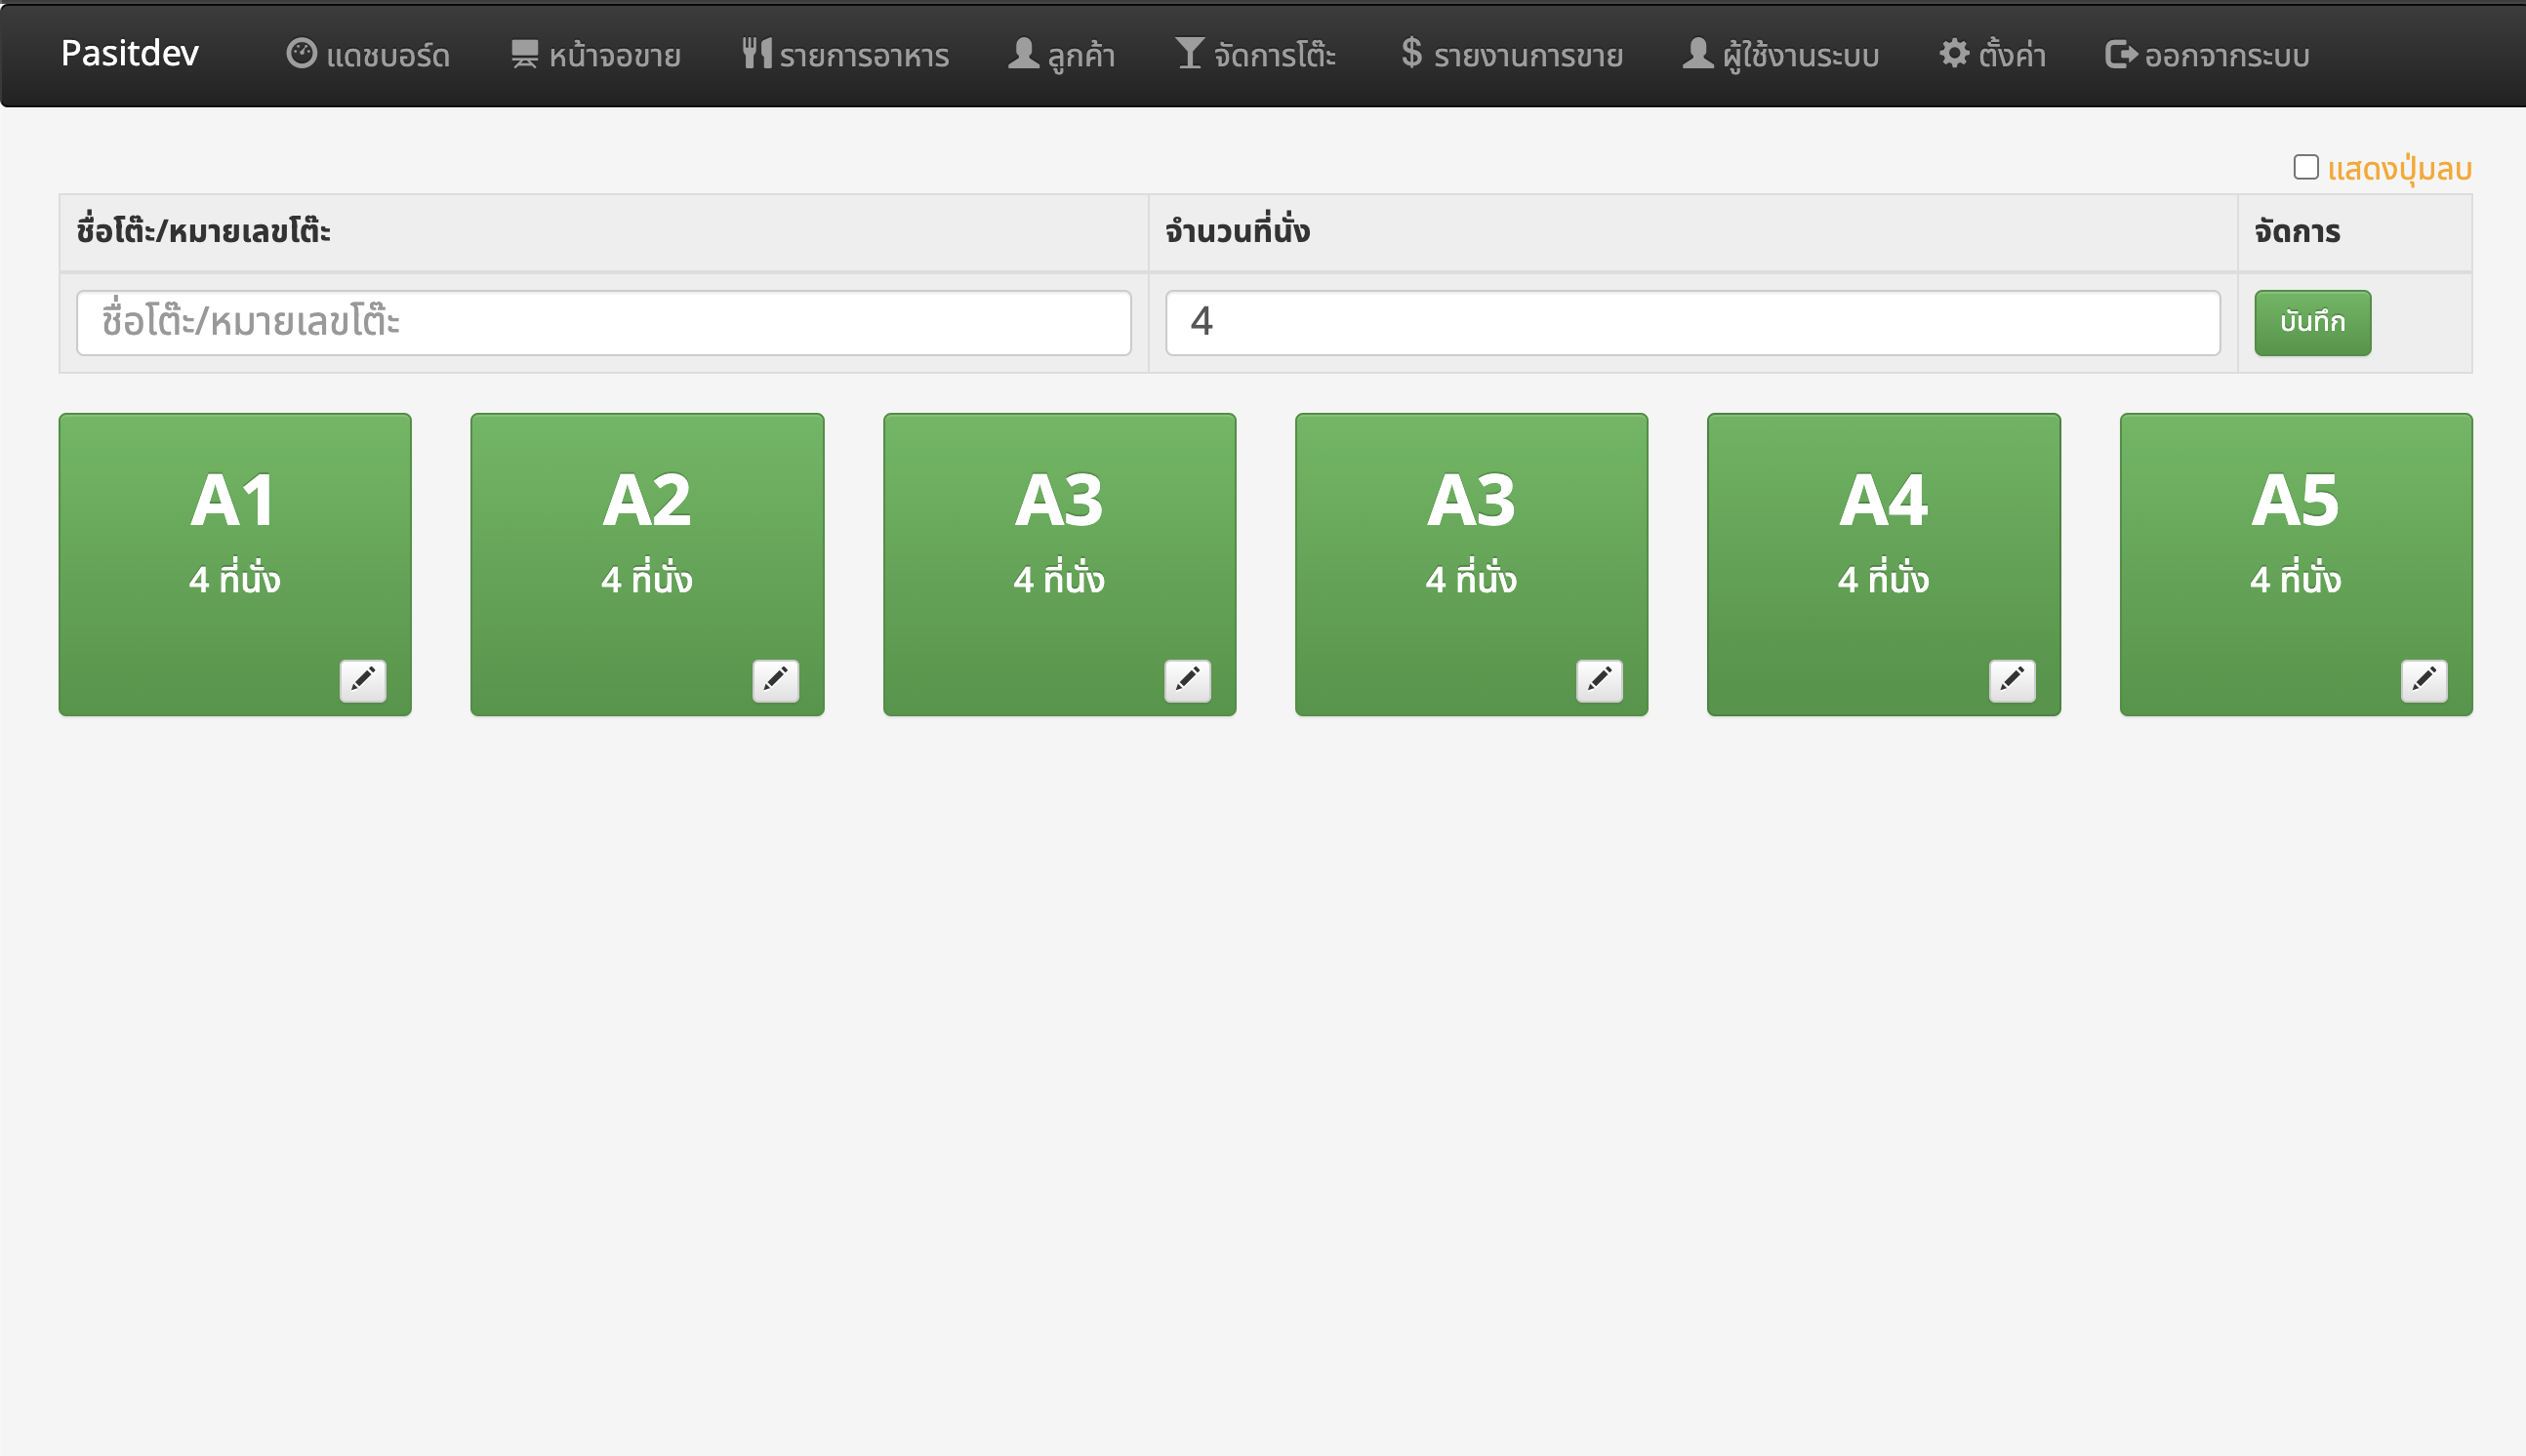 Pasitdev แดชบอร์ด หน้าจอขาย รายการอาหาร ลูกค้า จัดการโต๊ะ รายงานการขาย ผู้ใช้งานระบบ ตั้งค่า ออกจากระบบ
แสดงปุ่มลบ
ชื่อโต๊ะ/หมายเลขโต๊ะ จำนวนที่นั่ง จัดการ
ชื่อโต๊ะ/หมายเลขโต๊ะ 4 บันทึก
A1 A2 A3 A3 A4 A5
4 ที่นั่ง 4 ที่นั่ง 4 ที่นั่ง 4 ที่นั่ง 4 ที่นั่ง 4 ที่นั่ง